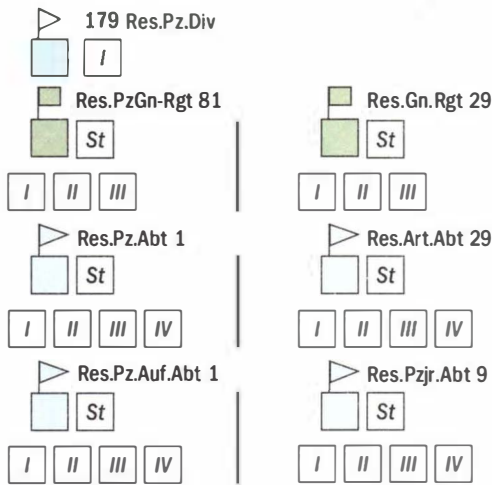 179 Res.Pz.Div
I
Res.PzGn-Rgt 81
St
I II III
Res.Gn.Rgt 29
St
I II III
Res.Pz.Abt 1
St
I II III IV
Res.Art.Abt 29
St
I II III IV
Res.Pz.Auf.Abt 1
St
I II III IV
Res.Pzjr.Abt 9
St
I II III IV